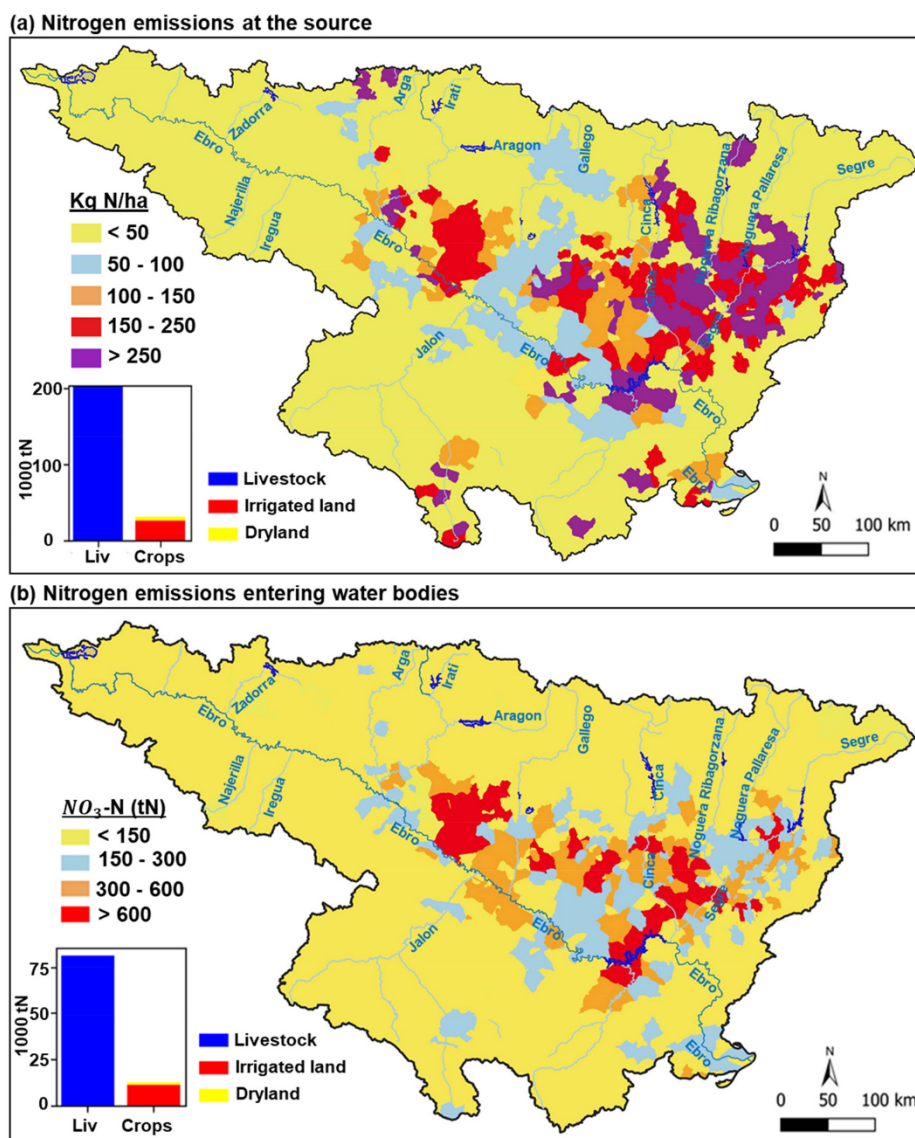 (a) Nitrogen emissions at the source
Arga
Irati
Zadorra
Ebro
Aragon
Gallego
Cinca
Noguera Ribagorzana
Noguera Pallaresa
Segre
Najerilla
Iregua
Kg N/ha
< 50
50 - 100
100 - 150
150 - 250
> 250
Ebro
Cinca
Segre
Jalon
Ebro
Ebro
Ebro
200
100
0
1000 tN
Liv
Crops
Livestock
Irrigated land
Dryland
N
0 50 100 km
(b) Nitrogen emissions entering water bodies
Arga
Irati
Zadorra
Ebro
Aragon
Gallego
Cinca
Noguera Ribagorzana
Noguera Pallaresa
Segre
Najerilla
Iregua
NO₃-N (tN)
< 150
150 - 300
300 - 600
> 600
Ebro
Cinca
Segre
Jalon
Ebro
Ebro
Ebro
75
50
25
0
1000 tN
Liv
Crops
Livestock
Irrigated land
Dryland
N
0 50 100 km